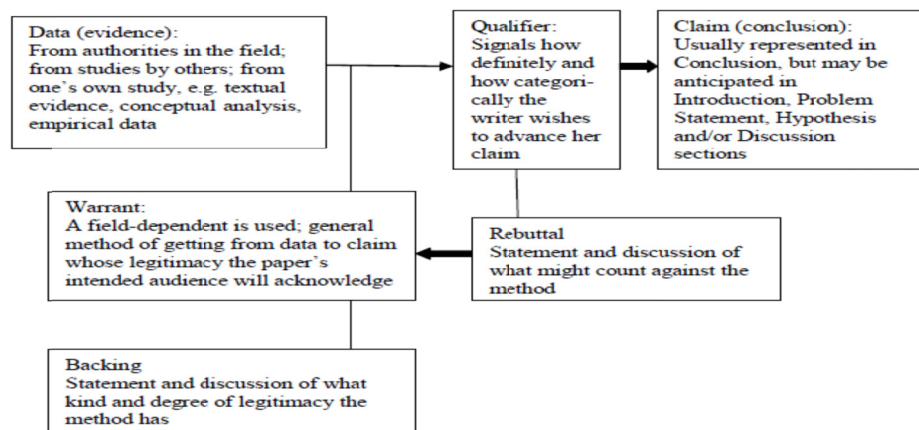 Data (evidence):
From authorities in the field;
from studies by others; from
one's own study, e.g. textual
evidence, conceptual analysis,
empirical data
Qualifier:
Signals how
definitely and
how categori-
cally the
writer wishes
to advance her
claim
Claim (conclusion):
Usually represented in
Conclusion, but may be
anticipated in
Introduction, Problem
Statement, Hypothesis
and/or Discussion
sections
Warrant:
A field-dependent is used; general
method of getting from data to claim
whose legitimacy the paper's
intended audience will acknowledge
Rebuttal
Statement and discussion of
what might count against the
method
Backing
Statement and discussion of what
kind and degree of legitimacy the
method has